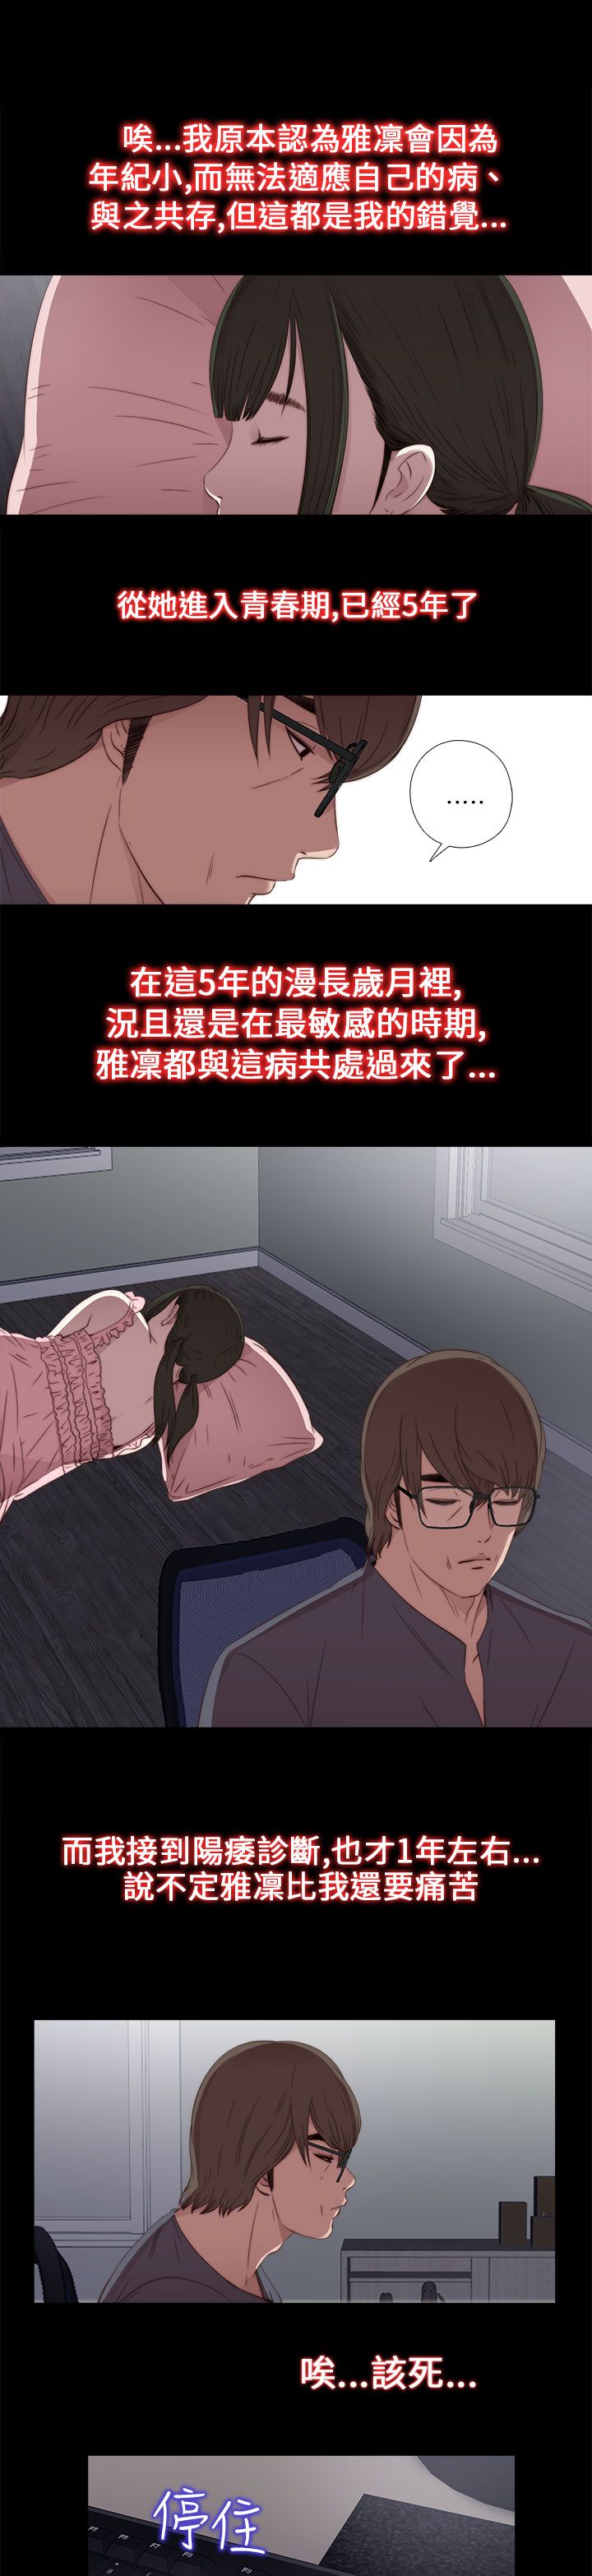 唉...我原本認為雅凜會因為
年紀小,而無法適應自己的病、
與之共存,但這都是我的錯覺...
從她進入青春期,已經5年了
.....
在這5年的漫長歲月裡,
況且還是在最敏感的時期,
雅凜都與這病共处過來了...
而我接到陽痿診斷,也才1年左右...
說不定雅凜比我還要痛苦
唉...該死...
停住